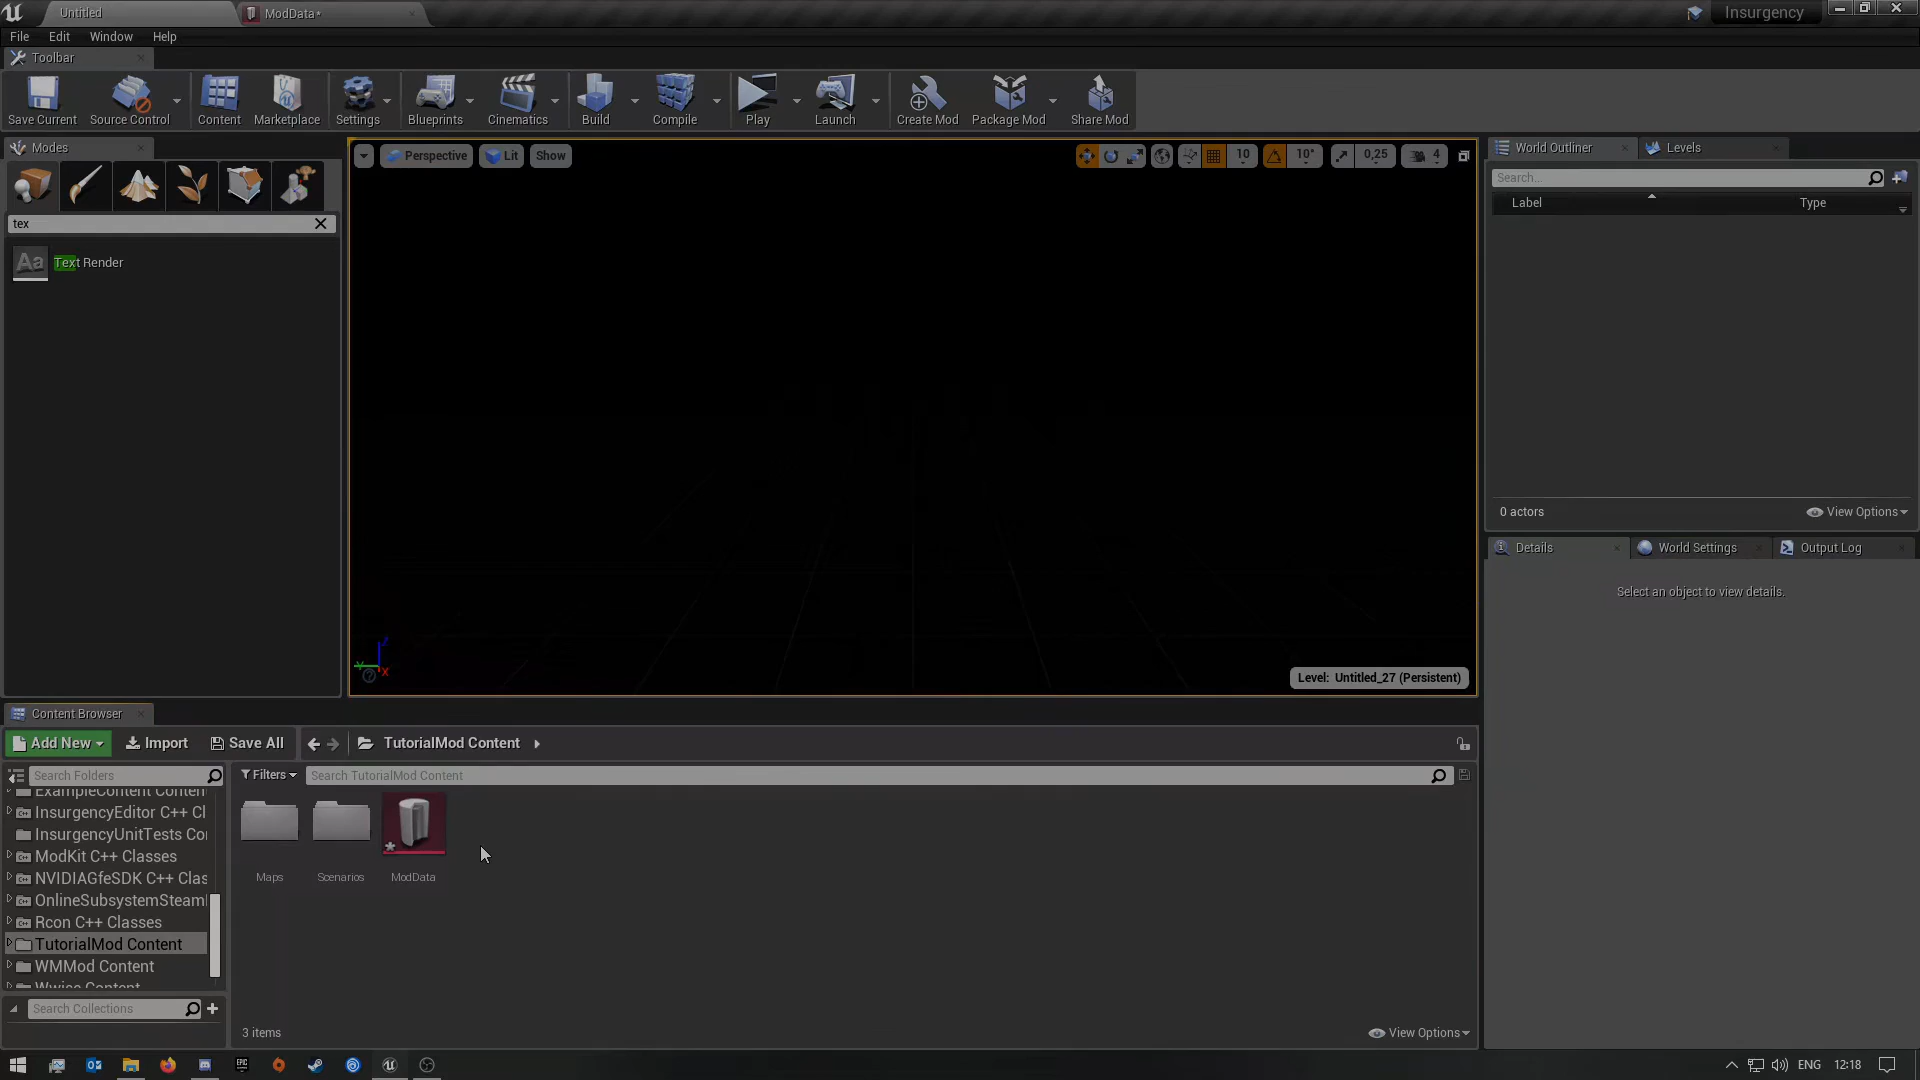 Untitled
ModData*
Insurgency
File Edit Window Help
Toolbar
Save Current
Source Control
Content
Marketplace
Settings
Blueprints
Cinematics
Build
Compile
Play
Launch
Create Mod
Package Mod
Share Mod
Modes
tex
Text Render
Perspective
Lit
Show
10
10°
0,25
4
Level: Untitled_27 (Persistent)
World Outliner
Levels
Search...
Label
Type
0 actors
View Options
Details
World Settings
Output Log
Select an object to view details.
Content Browser
Add New
Import
Save All
TutorialMod Content
Search Folders
Filters
Search TutorialMod Content
ExampleContent Conten
InsurgencyEditor C++ Cl
InsurgencyUnitTests Co
ModKit C++ Classes
NVIDIAGfeSDK C++ Clas
OnlineSubsystemSteam
Rcon C++ Classes
TutorialMod Content
WMMod Content
Wwise Content
Search Collections
Maps
Scenarios
ModData
3 items
View Options
ENG
12:18